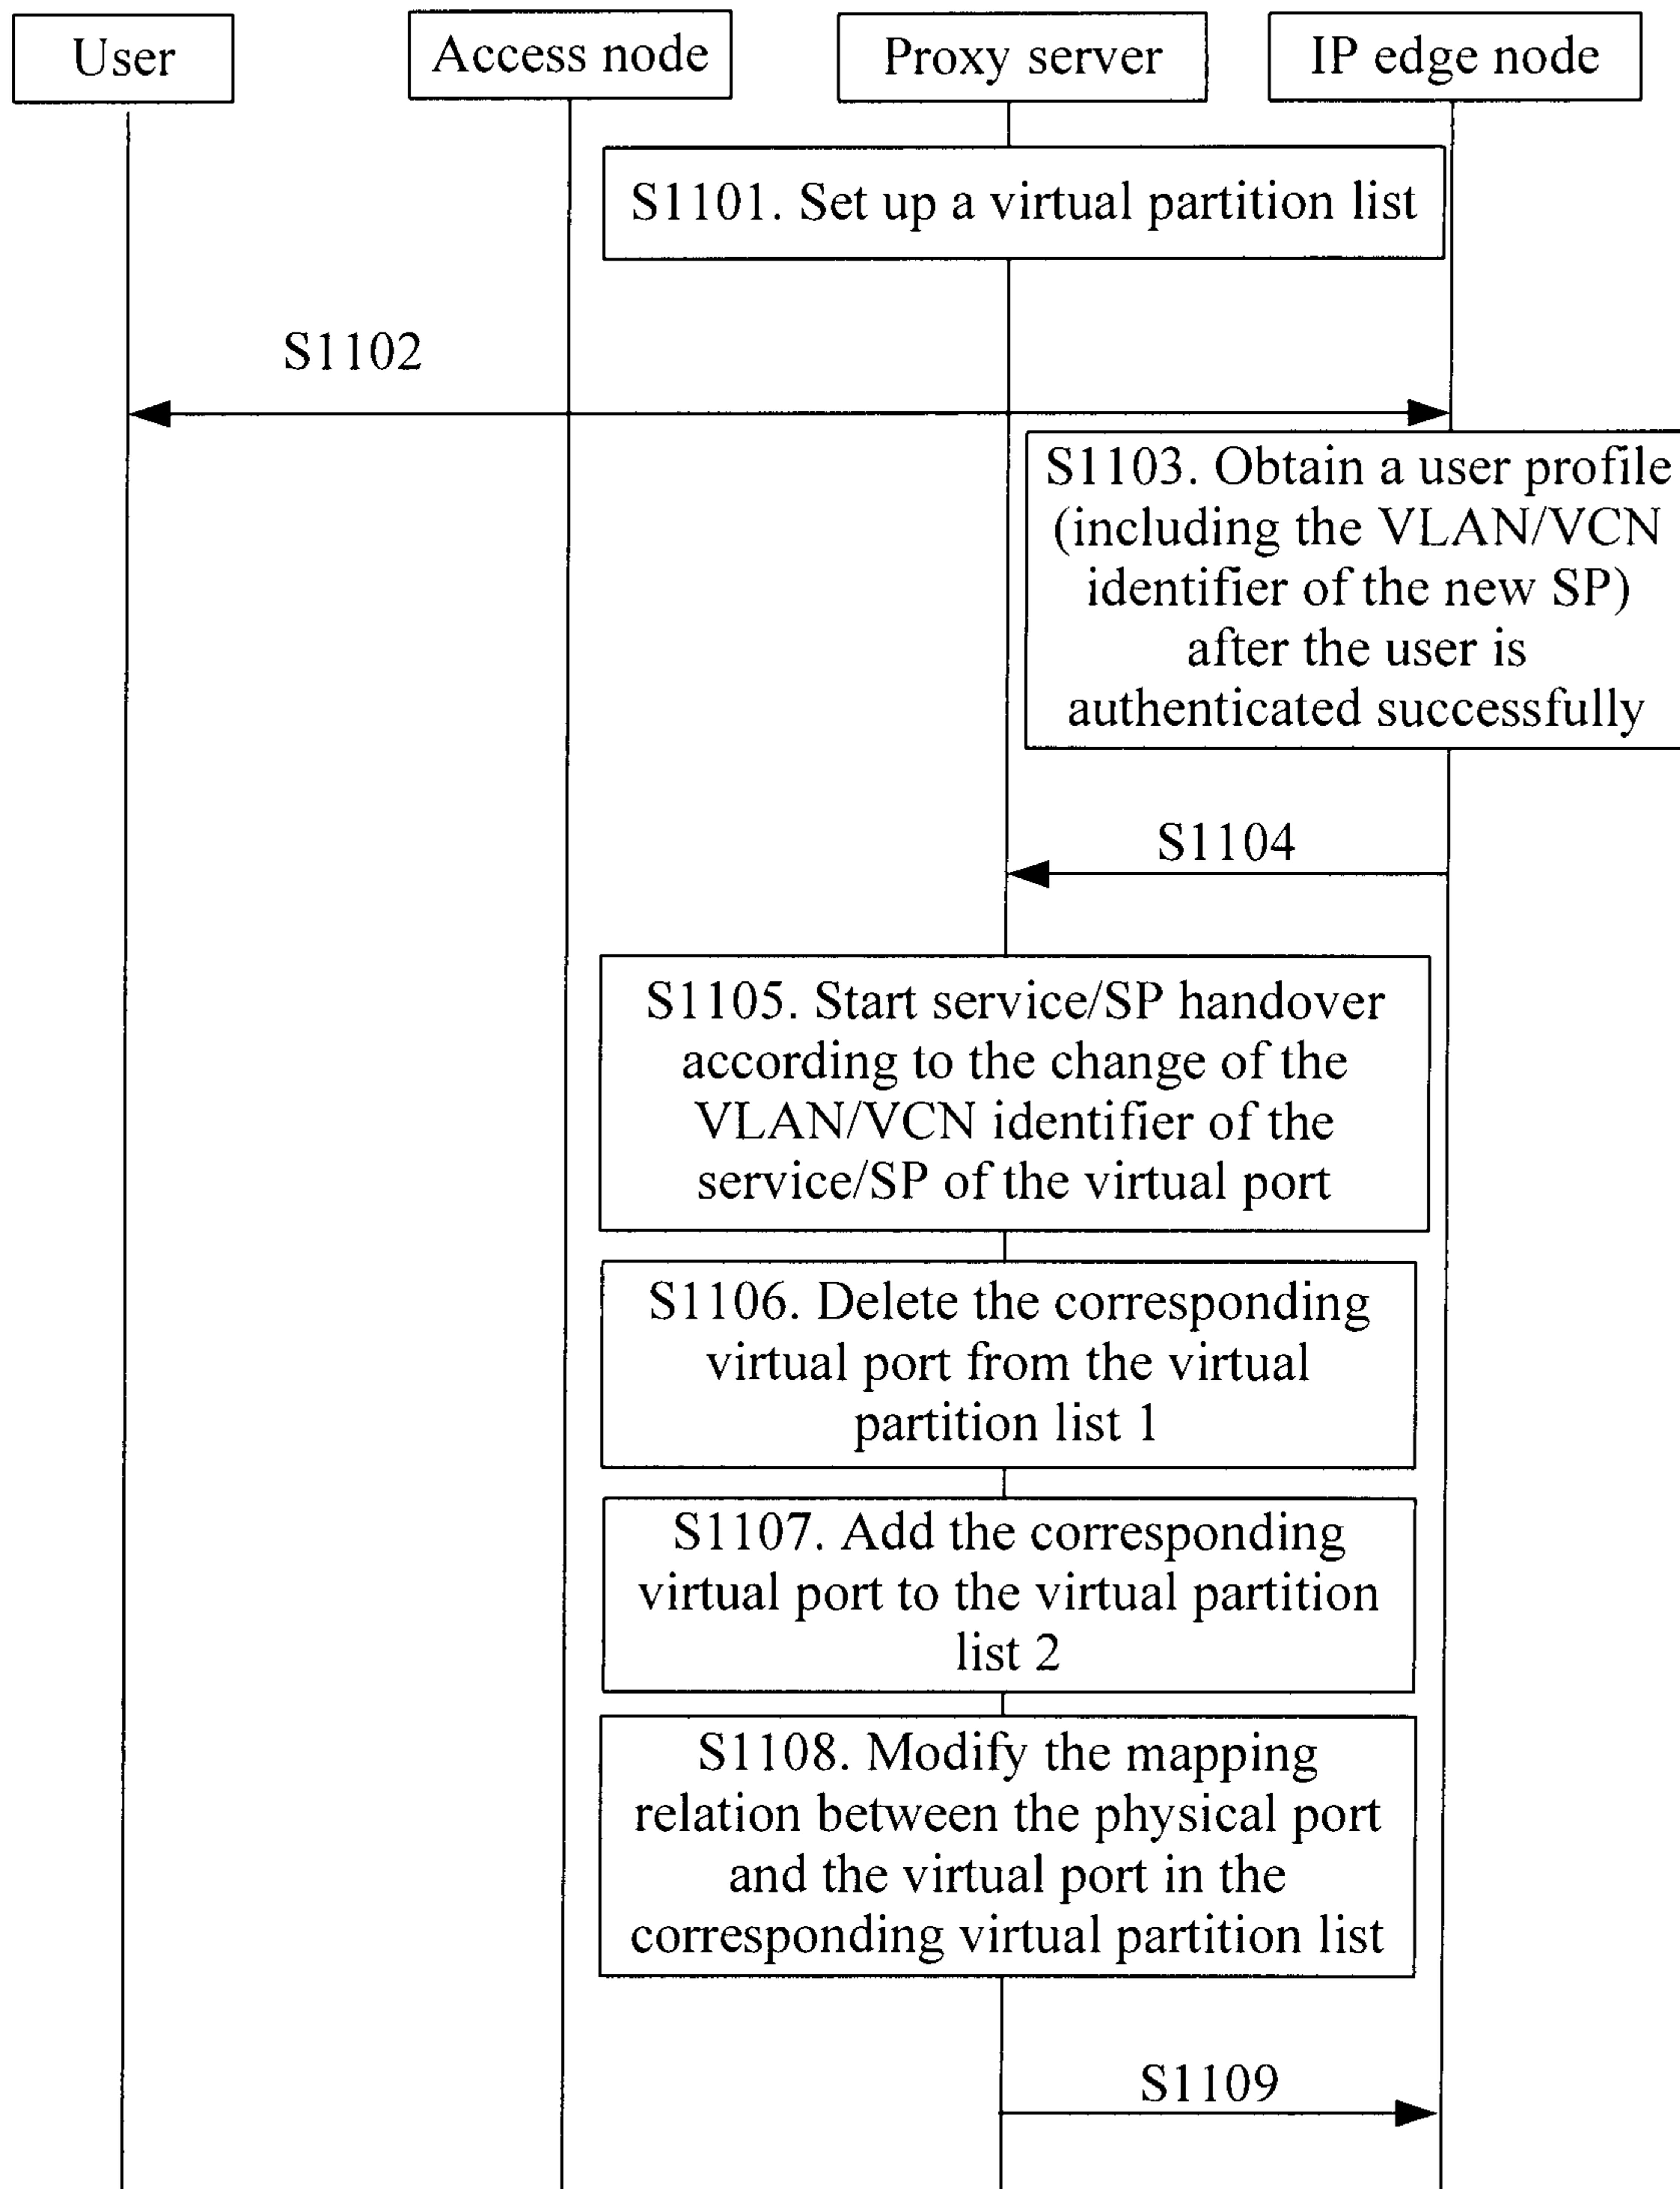 User
Access node
Proxy server
IP edge node
S1101. Set up a virtual partition list
S1102
S1103. Obtain a user profile
(including the VLAN/VCN
identifier of the new SP)
after the user is
authenticated successfully
S1104
S1105. Start service/SP handover
according to the change of the
VLAN/VCN identifier of the
service/SP of the virtual port
S1106. Delete the corresponding
virtual port from the virtual
partition list 1
S1107. Add the corresponding
virtual port to the virtual partition
list 2
S1108. Modify the mapping
relation between the physical port
and the virtual port in the
corresponding virtual partition list
S1109